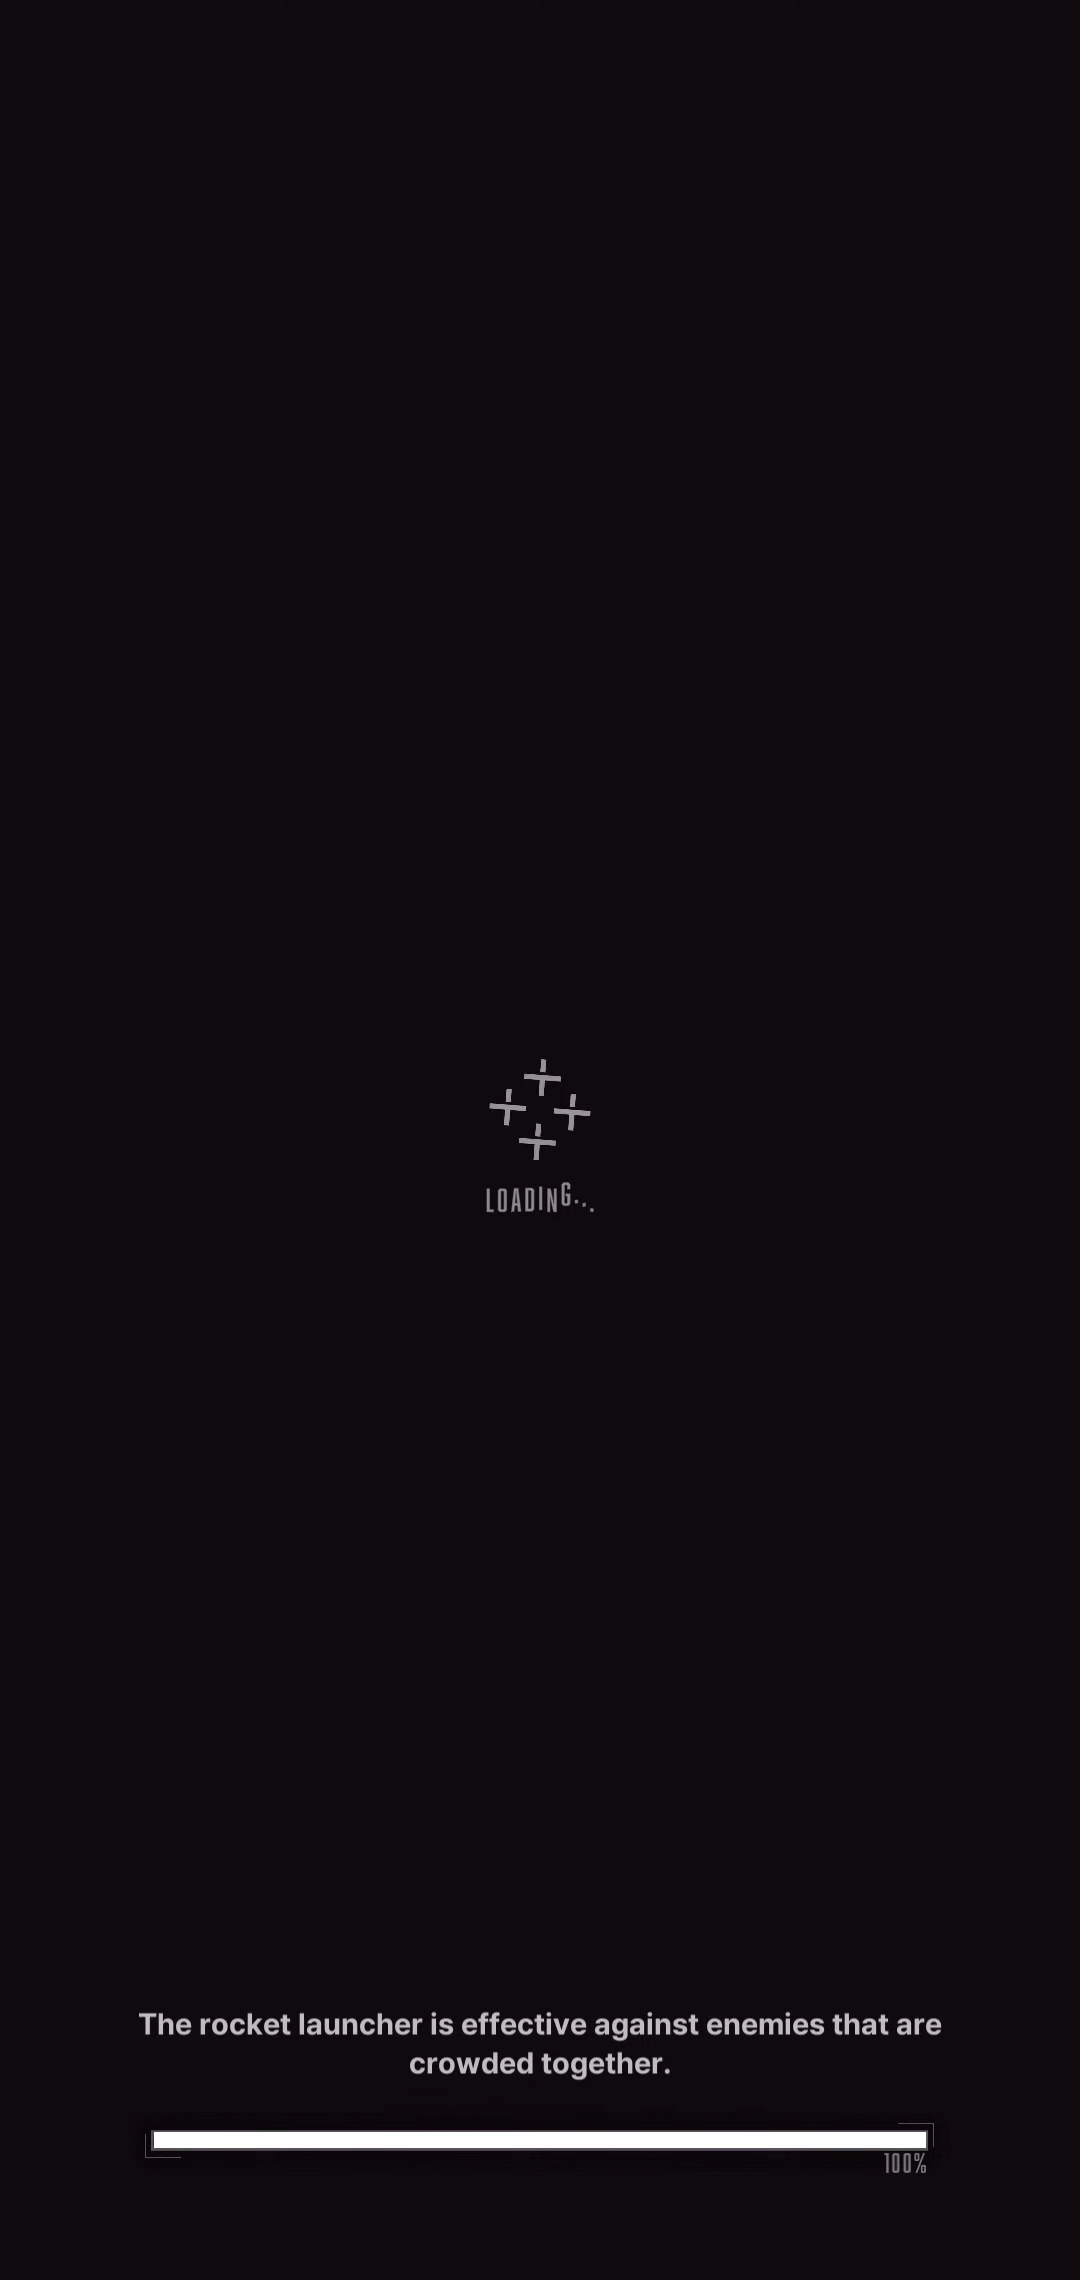 LOADING...
The rocket launcher is effective against enemies that are
crowded together.
100%